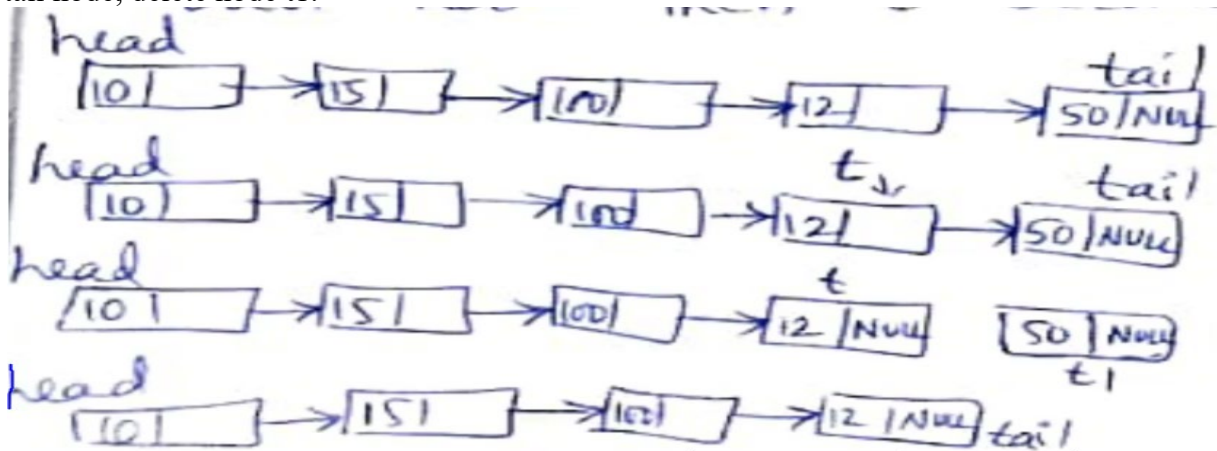 tail node, delete node t1.
head
tail
10 15 100 12 50 NULL
head
t
tail
10 15 100 12 50 NULL
head
t
10 15 100 12 NULL 50 NULL
t1
head
10 15 100 12 NULL tail